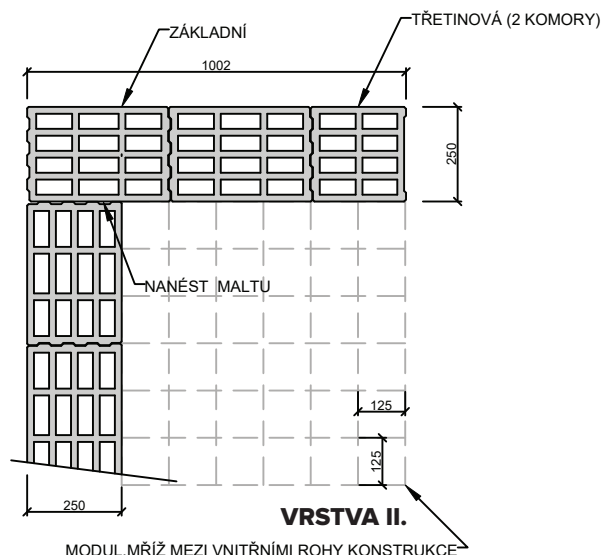 ZÁKLADNÍ
TŘETINOVÁ (2 KOMORY)
1002
250
NANÉST MALTU
125
125
250
VRSTVA II.
MODUL.MŘÍŽ MEZI VNITŘNÍMI ROHY KONSTRUKCE